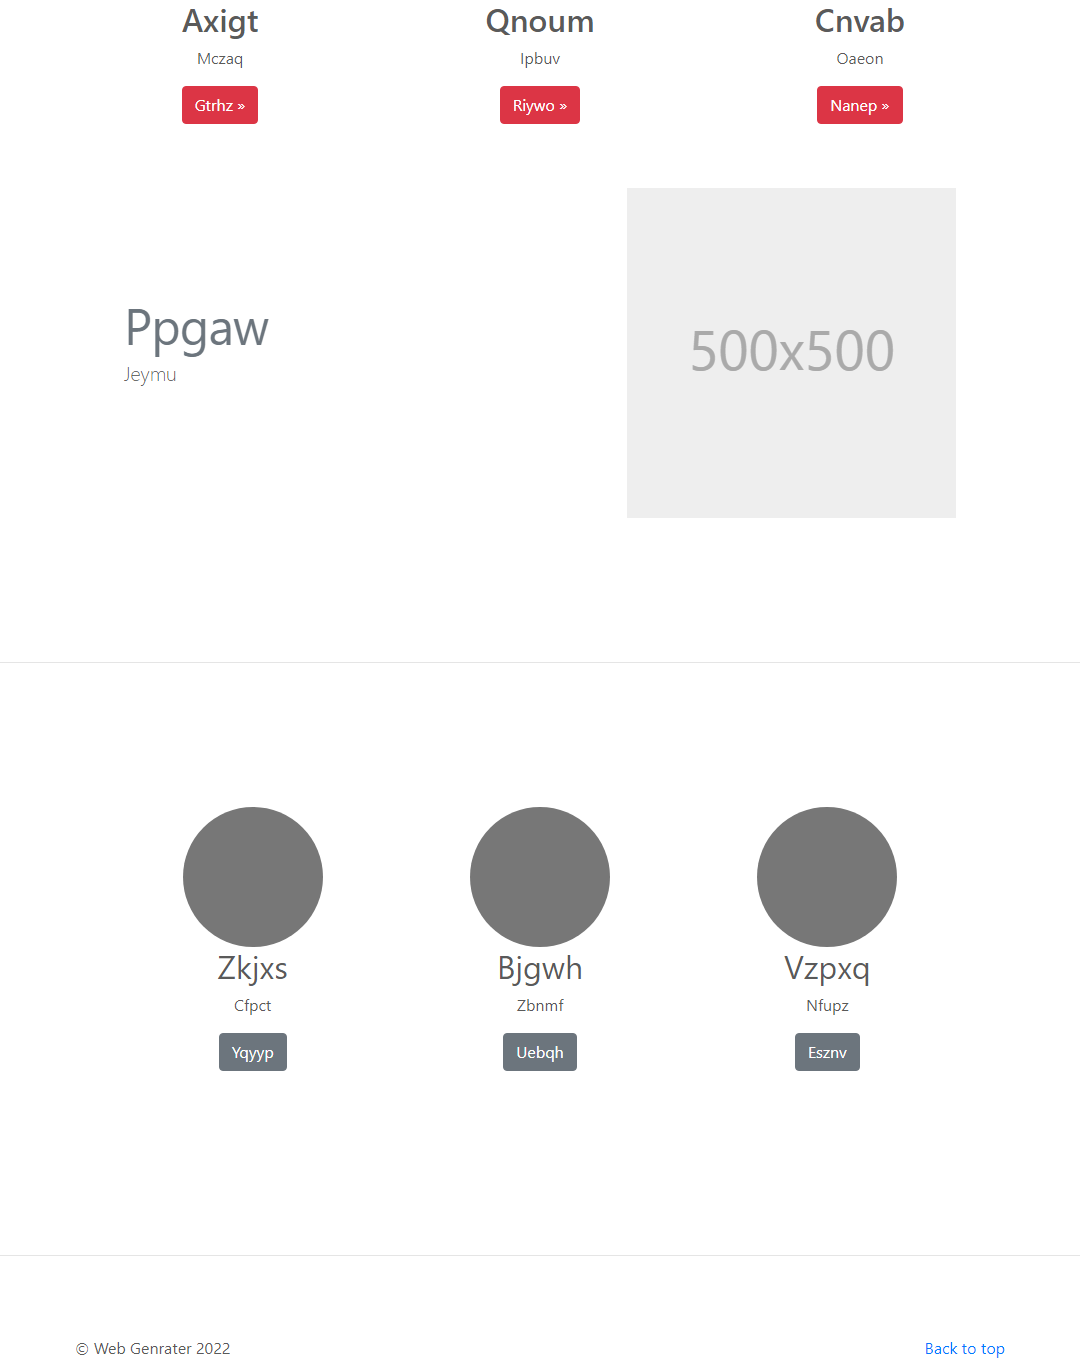 Axigt
Mczaq
Gtrhz »
Qnoum
Ipbuv
Riywo »
Cnvab
Oaeon
Nanep »
Ppgaw
Jeymu
500x500
Zkjxs
Cfpct
Yqyyp
Bjgwh
Zbnmf
Uebqh
Vzpxq
Nfupz
Esznv
© Web Genrater 2022
Back to top